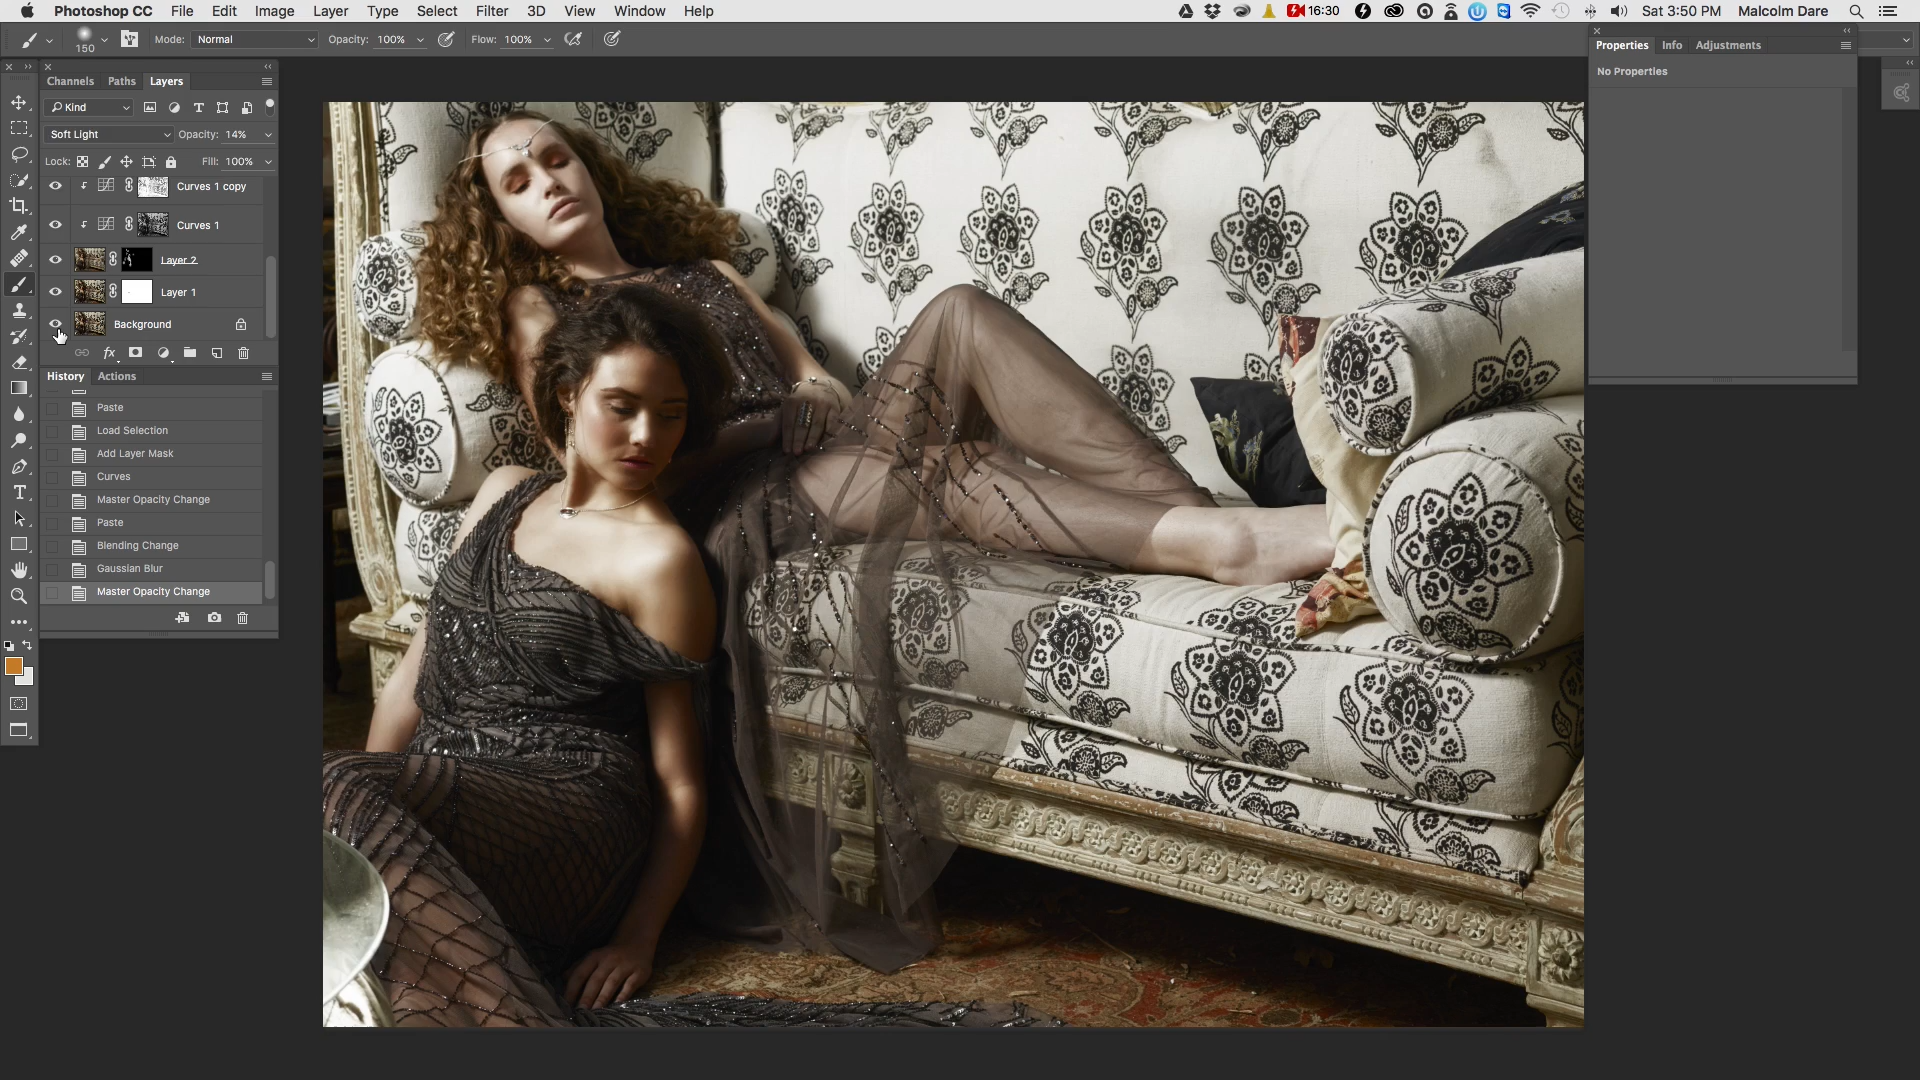 Photoshop CC File Edit Image Layer Type Select Filter 3D View Window Help 16:30 Sat 3:50 PM Malcolm Dare
150 Mode: Normal Opacity: 100% Flow: 100%
Channels Paths Layers
Kind
Soft Light Opacity: 14%
Lock: Fill: 100%
Curves 1 copy
Curves 1
Layer 2
Layer 1
Background
fx
History Actions
Paste
Load Selection
Add Layer Mask
Curves
Master Opacity Change
Paste
Blending Change
Gaussian Blur
Master Opacity Change
Properties Info Adjustments
No Properties